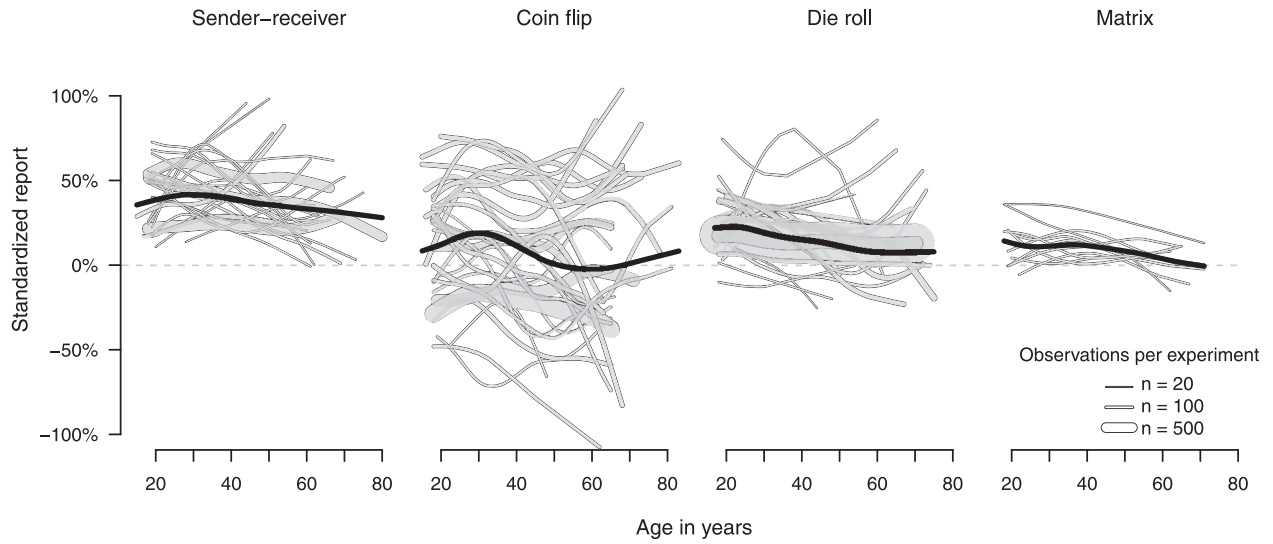 Sender−receiver
Coin flip
Die roll
Matrix
Standardized report
100%
50%
0%
−50%
−100%
Observations per experiment
n = 20
n = 100
n = 500
20 40 60 80
20 40 60 80
20 40 60 80
20 40 60 80
Age in years